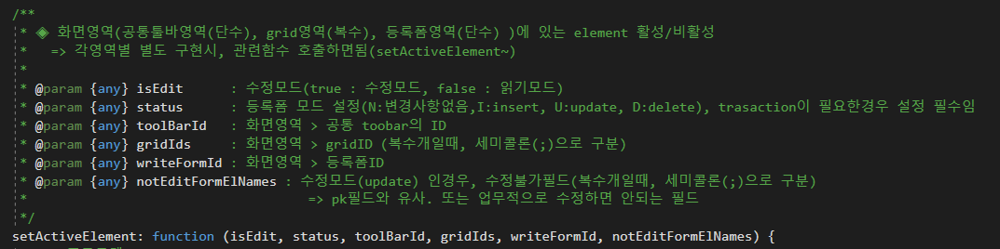 /**
* ◈ 화면영역(공통툴바영역(단수), grid영역(복수), 등록폼영역(단수) )에 있는 element 활성/비활성
*   => 각영역별 별도 구현시, 관련함수 호출하면됨(setActiveElement~)
*
* @param {any} isEdit     : 수정모드(true : 수정모드, false : 읽기모드)
* @param {any} status     : 등록폼 모드 설정(N:변경사항없음,I:insert, U:update, D:delete), trasaction이 필요한경우 설정 필수임
* @param {any} toolBarId  : 화면영역 > 공통 toobar의 ID
* @param {any} gridIds    : 화면영역 > gridID (복수개일때, 세미콜론(;)으로 구분)
* @param {any} writeFormId : 화면영역 > 등록폼ID
* @param {any} notEditFormElNames : 수정모드(update) 인경우, 수정불가필드(복수개일때, 세미콜론(;)으로 구분)
*                              => pk필드와 유사. 또는 업무적으로 수정하면 안되는 필드
*/
setActiveElement: function (isEdit, status, toolBarId, gridIds, writeFormId, notEditFormElNames) {